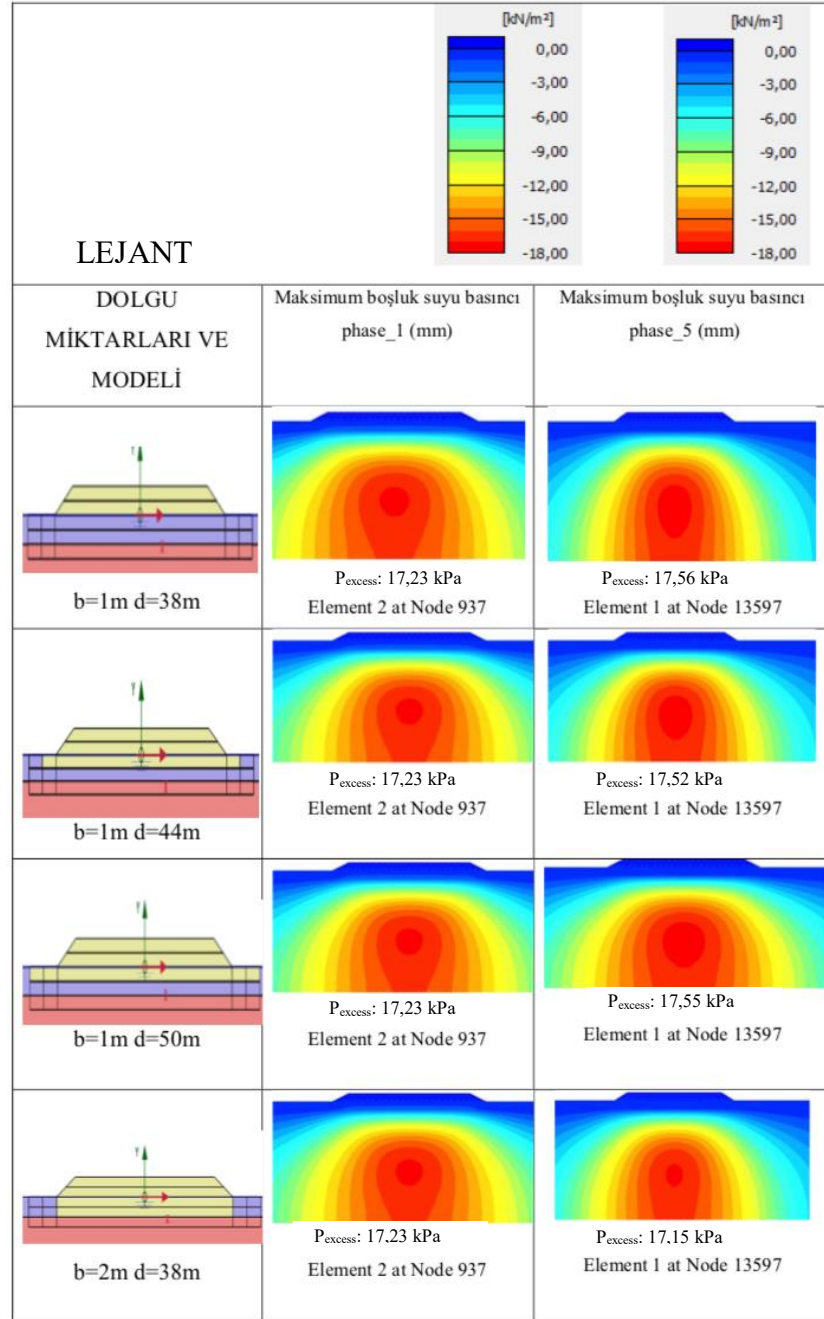 [kN/m²]
0,00
-3,00
-6,00
-9,00
-12,00
-15,00
-18,00
[kN/m²]
0,00
-3,00
-6,00
-9,00
-12,00
-15,00
-18,00
LEJANT
DOLGU
MİKTARLARI VE
MODELİ
Maksimum boşluk suyu basıncı
phase_1 (mm)
Maksimum boşluk suyu basıncı
phase_5 (mm)
Y
b=1m d=38m
Pexcess: 17,23 kPa
Element 2 at Node 937
Pexcess: 17,56 kPa
Element 1 at Node 13597
Y
b=1m d=44m
Pexcess: 17,23 kPa
Element 2 at Node 937
Pexcess: 17,52 kPa
Element 1 at Node 13597
Y
b=1m d=50m
Pexcess: 17,23 kPa
Element 2 at Node 937
Pexcess: 17,55 kPa
Element 1 at Node 13597
Y
b=2m d=38m
Pexcess: 17,23 kPa
Element 2 at Node 937
Pexcess: 17,15 kPa
Element 1 at Node 13597